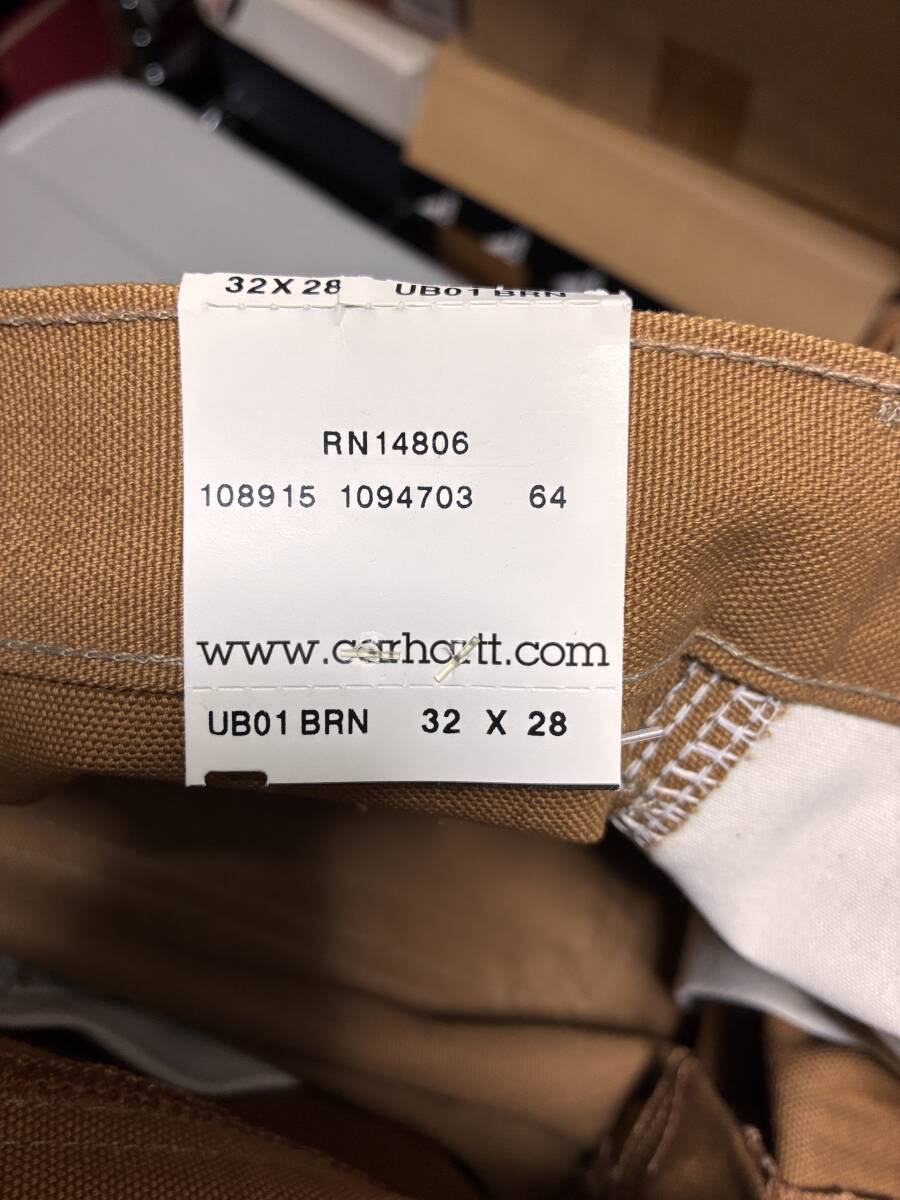 32X28 UB01 BRN
RN14806
108915 1094703 64
www.carhartt.com
UB01 BRN 32 X 28